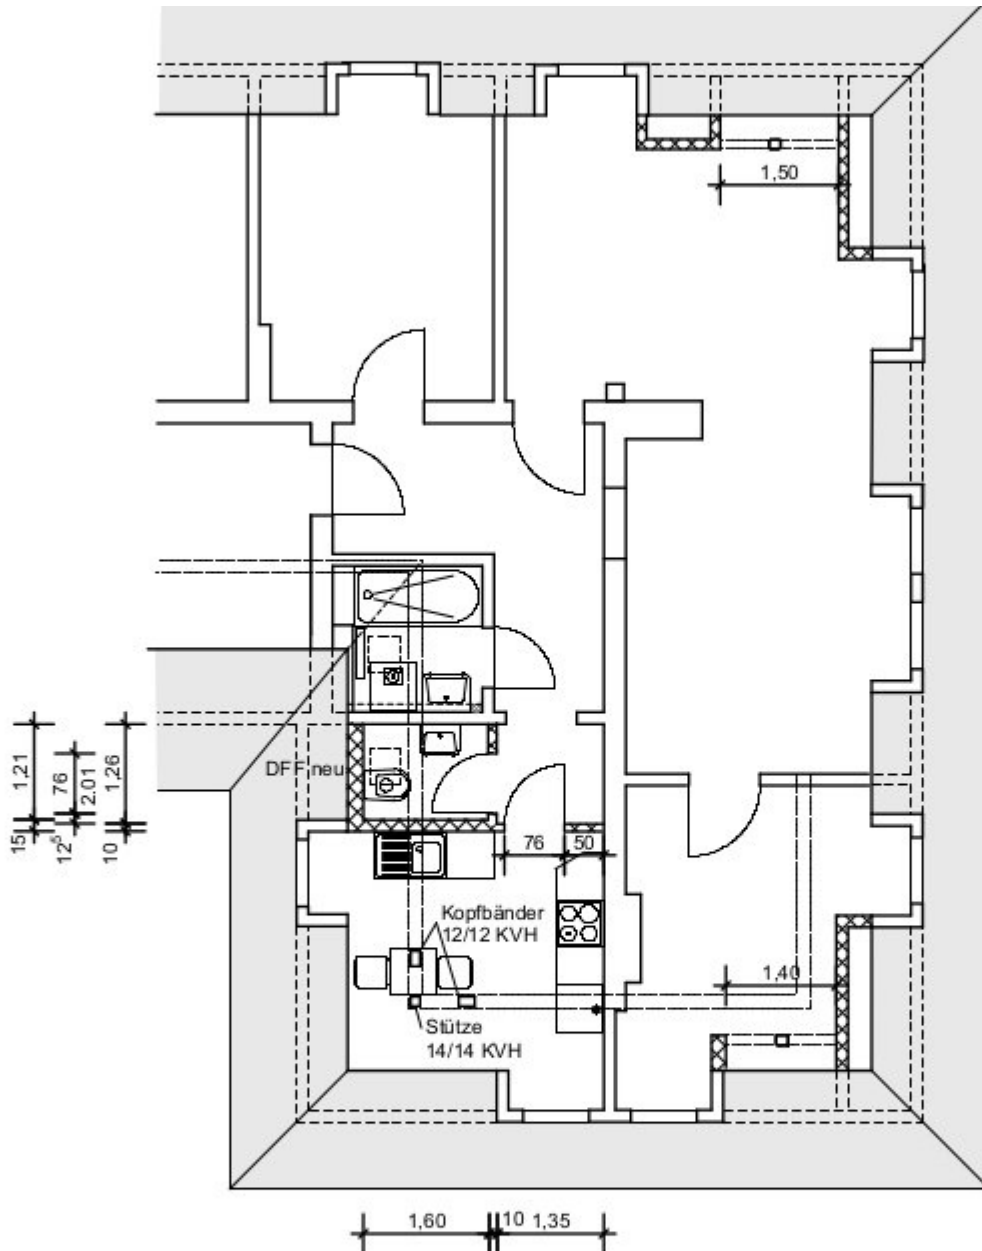 1,50
DFF neu
1,21
76
2.01
1,26
15
12⁵
10
76
50
Kopfbänder
12/12 KVH
1,40
Stütze
14/14 KVH
1,60
10
1,35